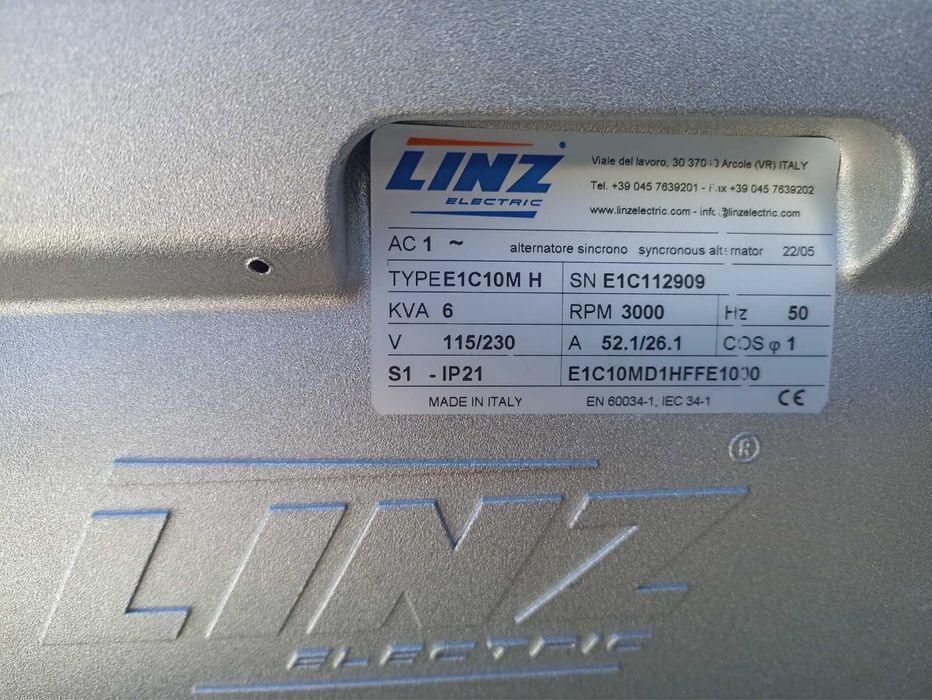 LINZ®
ELECTRIC
Viale del lavoro, 30 37040 Arcole (VR) ITALY
Tel. +39 045 7639201 - Fax +39 045 7639202
www.linzelectric.com - info@linzelectric.com
AC 1 ~ alternatore sincrono syncronous alternator 22/05
TYPE E1C10M H SN E1C112909
KVA 6 RPM 3000 Hz 50
V 115/230 A 52.1/26.1 COS φ 1
S1 - IP21 E1C10MD1HFFE1000
MADE IN ITALY EN 60034-1, IEC 34-1 CE
LINZ®
ELECTRIC